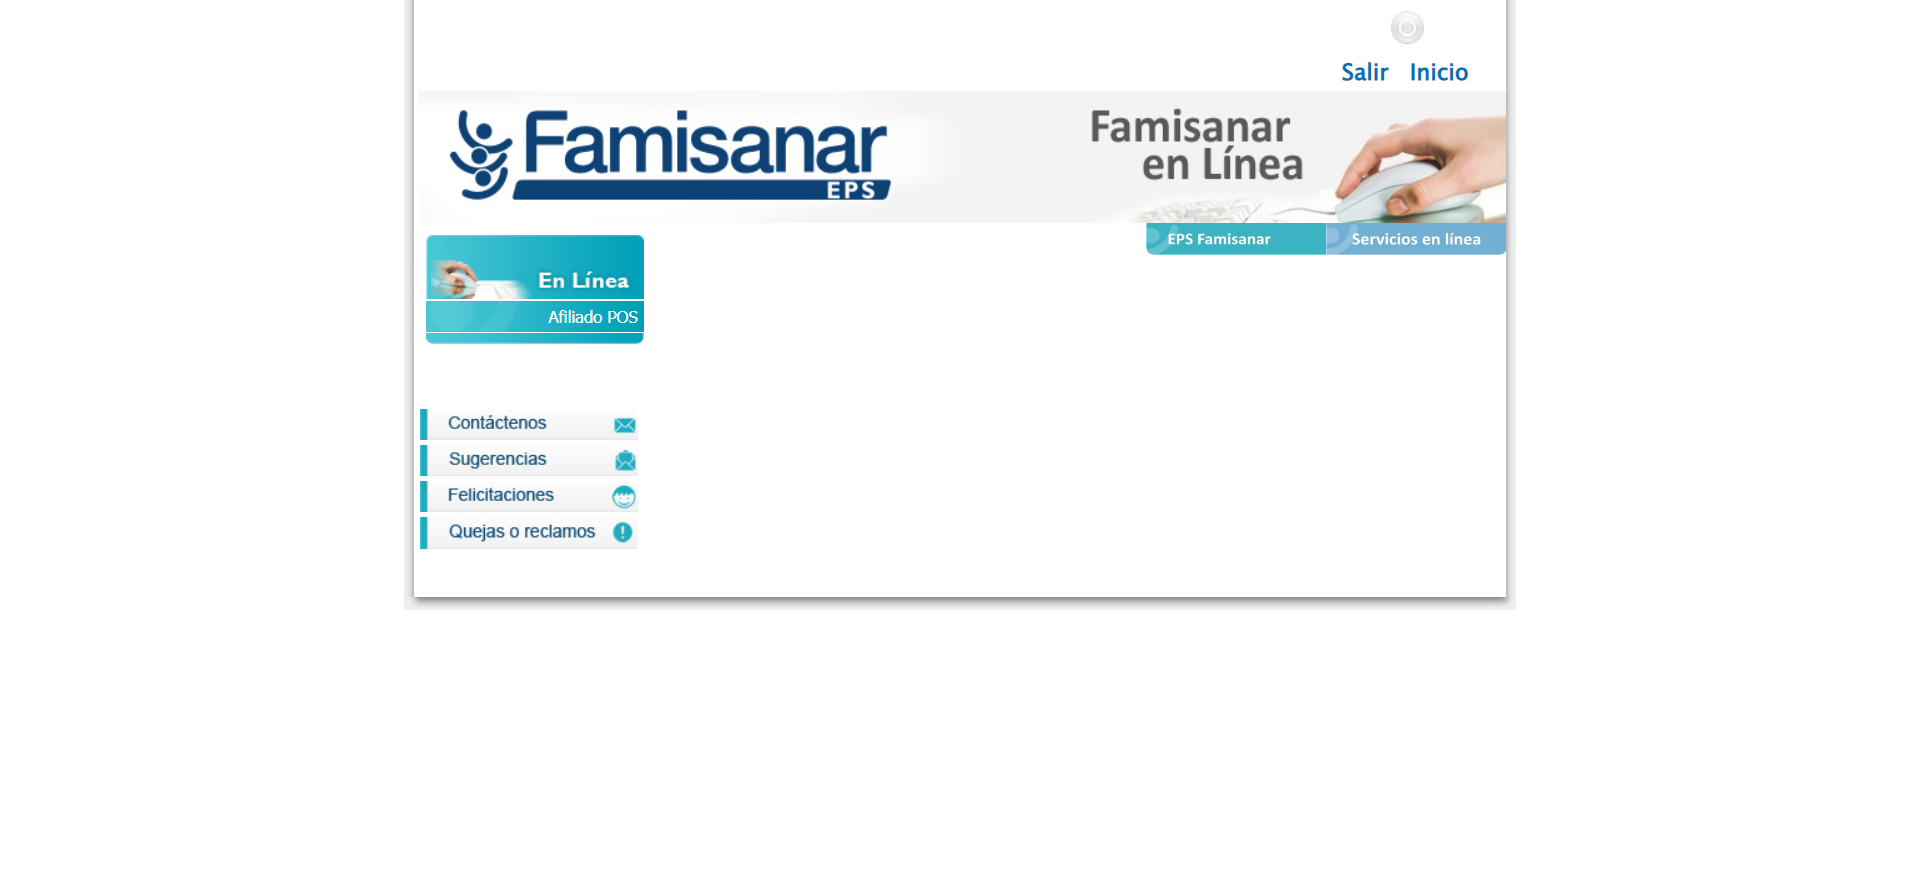 Salir Inicio
Famisanar
EPS
Famisanar
en Línea
EPS Famisanar
Servicios en línea
En Línea
Afiliado POS
Contáctenos
Sugerencias
Felicitaciones
Quejas o reclamos